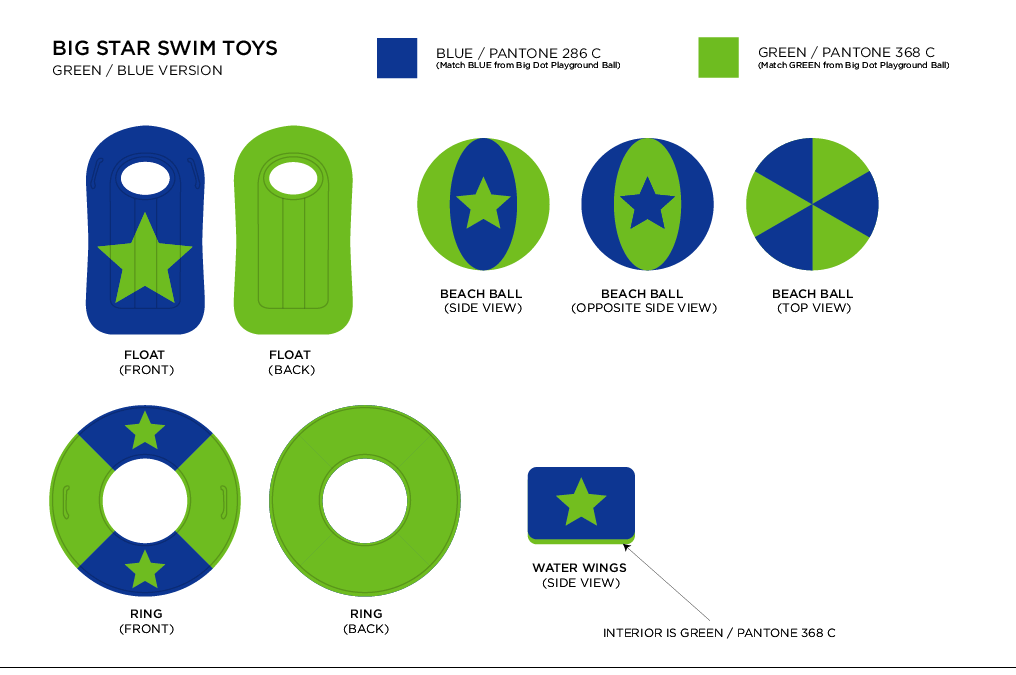 BIG STAR SWIM TOYS
GREEN / BLUE VERSION
BLUE / PANTONE 286 C
(Match BLUE from Big Dot Playground Ball)
GREEN / PANTONE 368 C
(Match GREEN from Big Dot Playground Ball)
FLOAT
(FRONT)
FLOAT
(BACK)
BEACH BALL
(SIDE VIEW)
BEACH BALL
(OPPOSITE SIDE VIEW)
BEACH BALL
(TOP VIEW)
RING
(FRONT)
RING
(BACK)
WATER WINGS
(SIDE VIEW)
INTERIOR IS GREEN / PANTONE 368 C